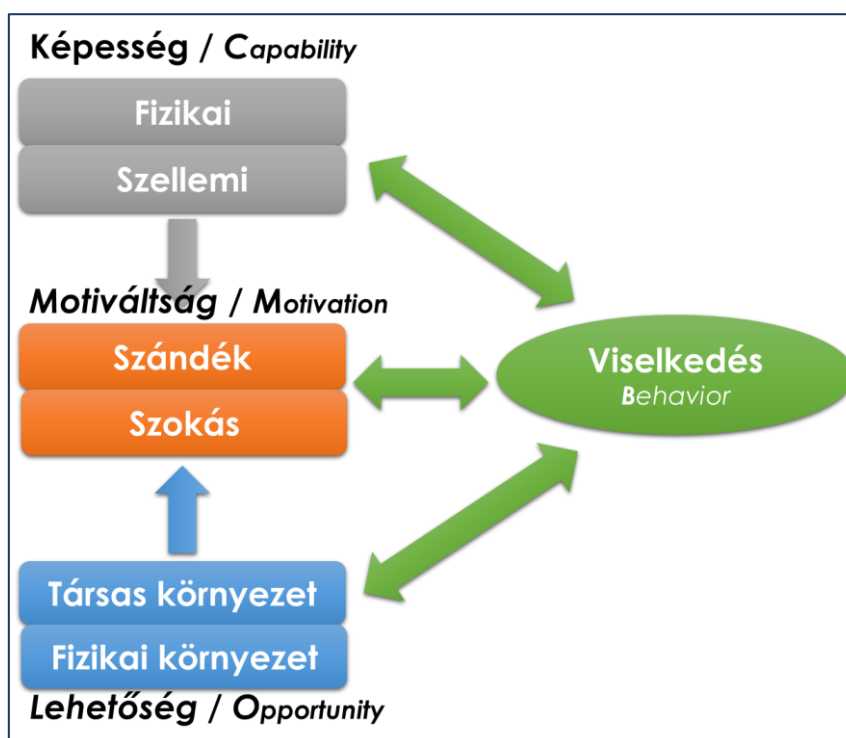 Képesség / Capability
Fizikai
Szellemi
Motiváltság / Motivation
Szándék
Szokás
Viselkedés
Behavior
Társas környezet
Fizikai környezet
Lehetőség / Opportunity